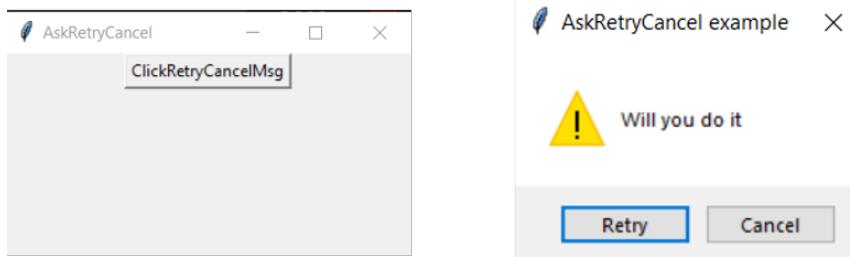 AskRetryCancel
ClickRetryCancelMsg
AskRetryCancel example
Will you do it
Retry
Cancel